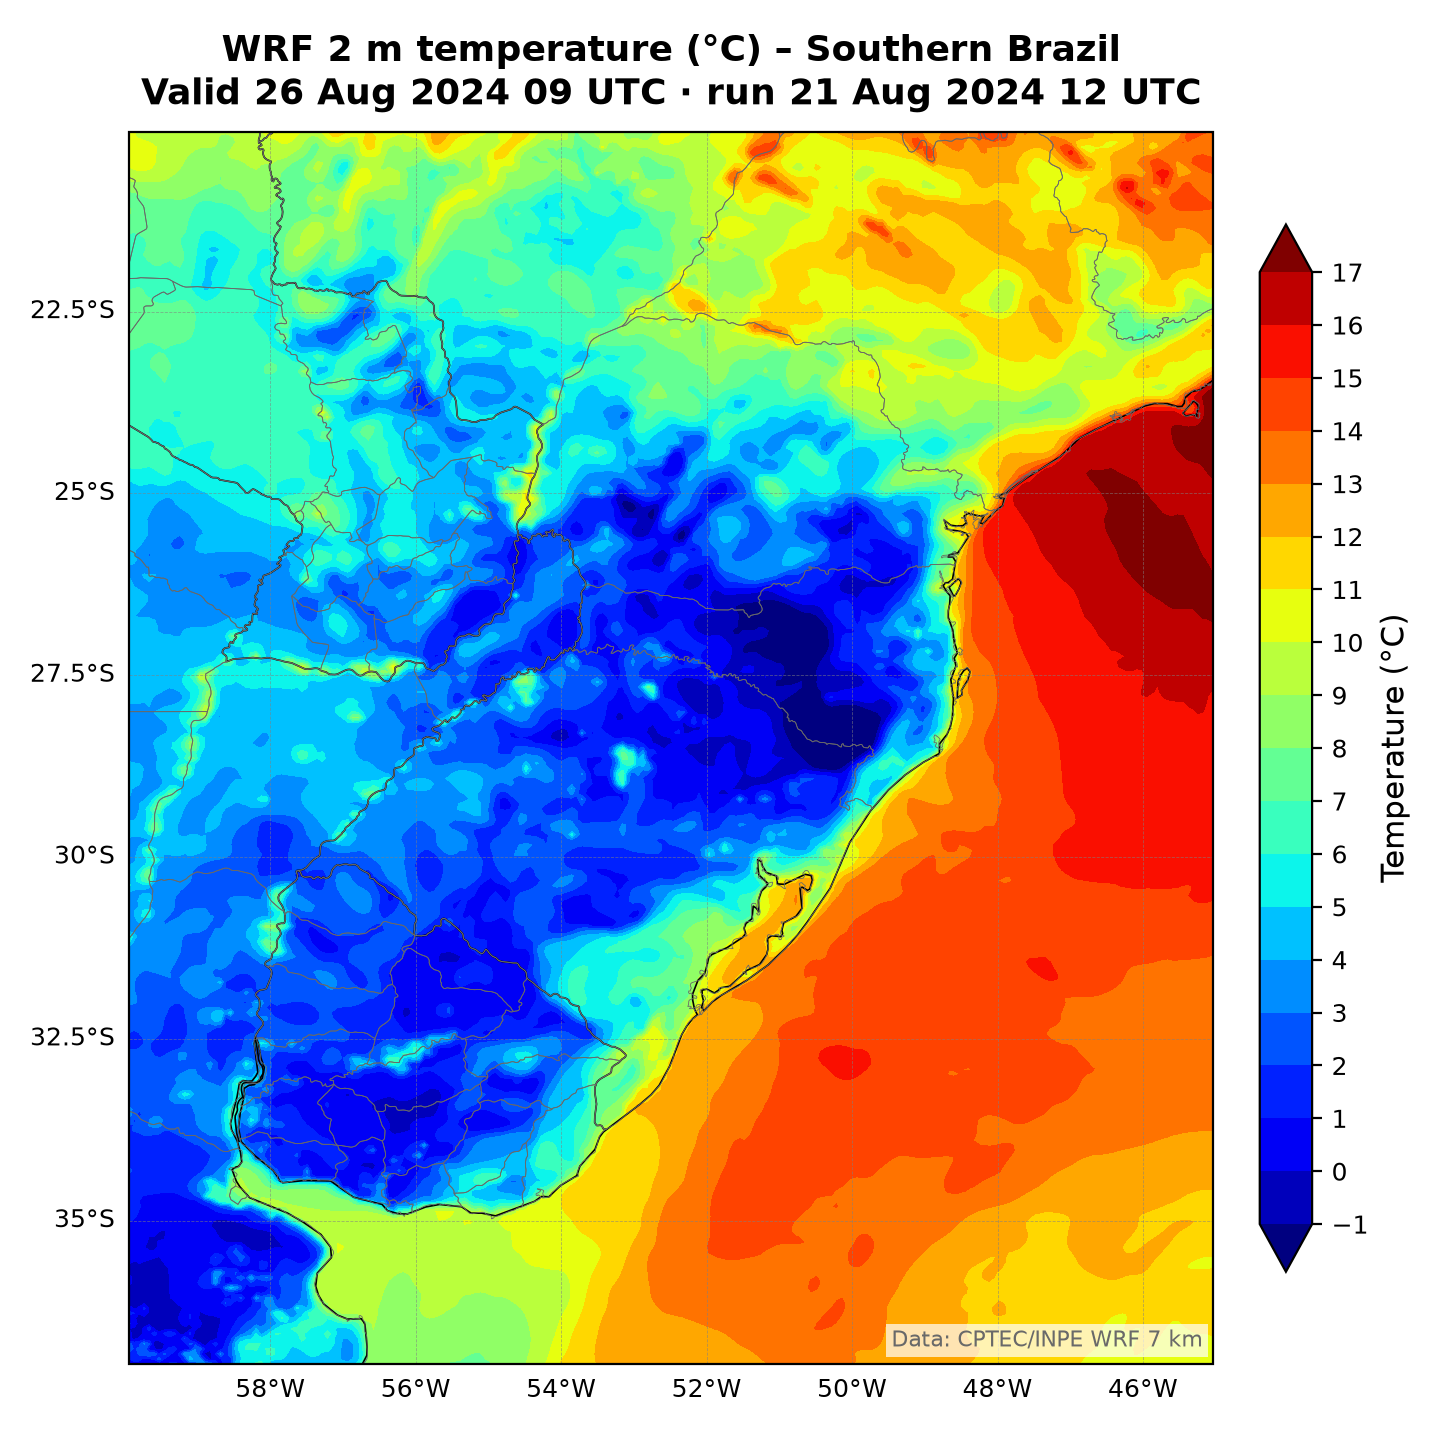 WRF 2 m temperature (°C) – Southern Brazil
Valid 26 Aug 2024 09 UTC · run 21 Aug 2024 12 UTC
22.5°S
25°S
27.5°S
30°S
32.5°S
35°S
58°W
56°W
54°W
52°W
50°W
48°W
46°W
Data: CPTEC/INPE WRF 7 km
17
16
15
14
13
12
11
10
9
8
7
6
5
4
3
2
1
0
−1
Temperature (°C)